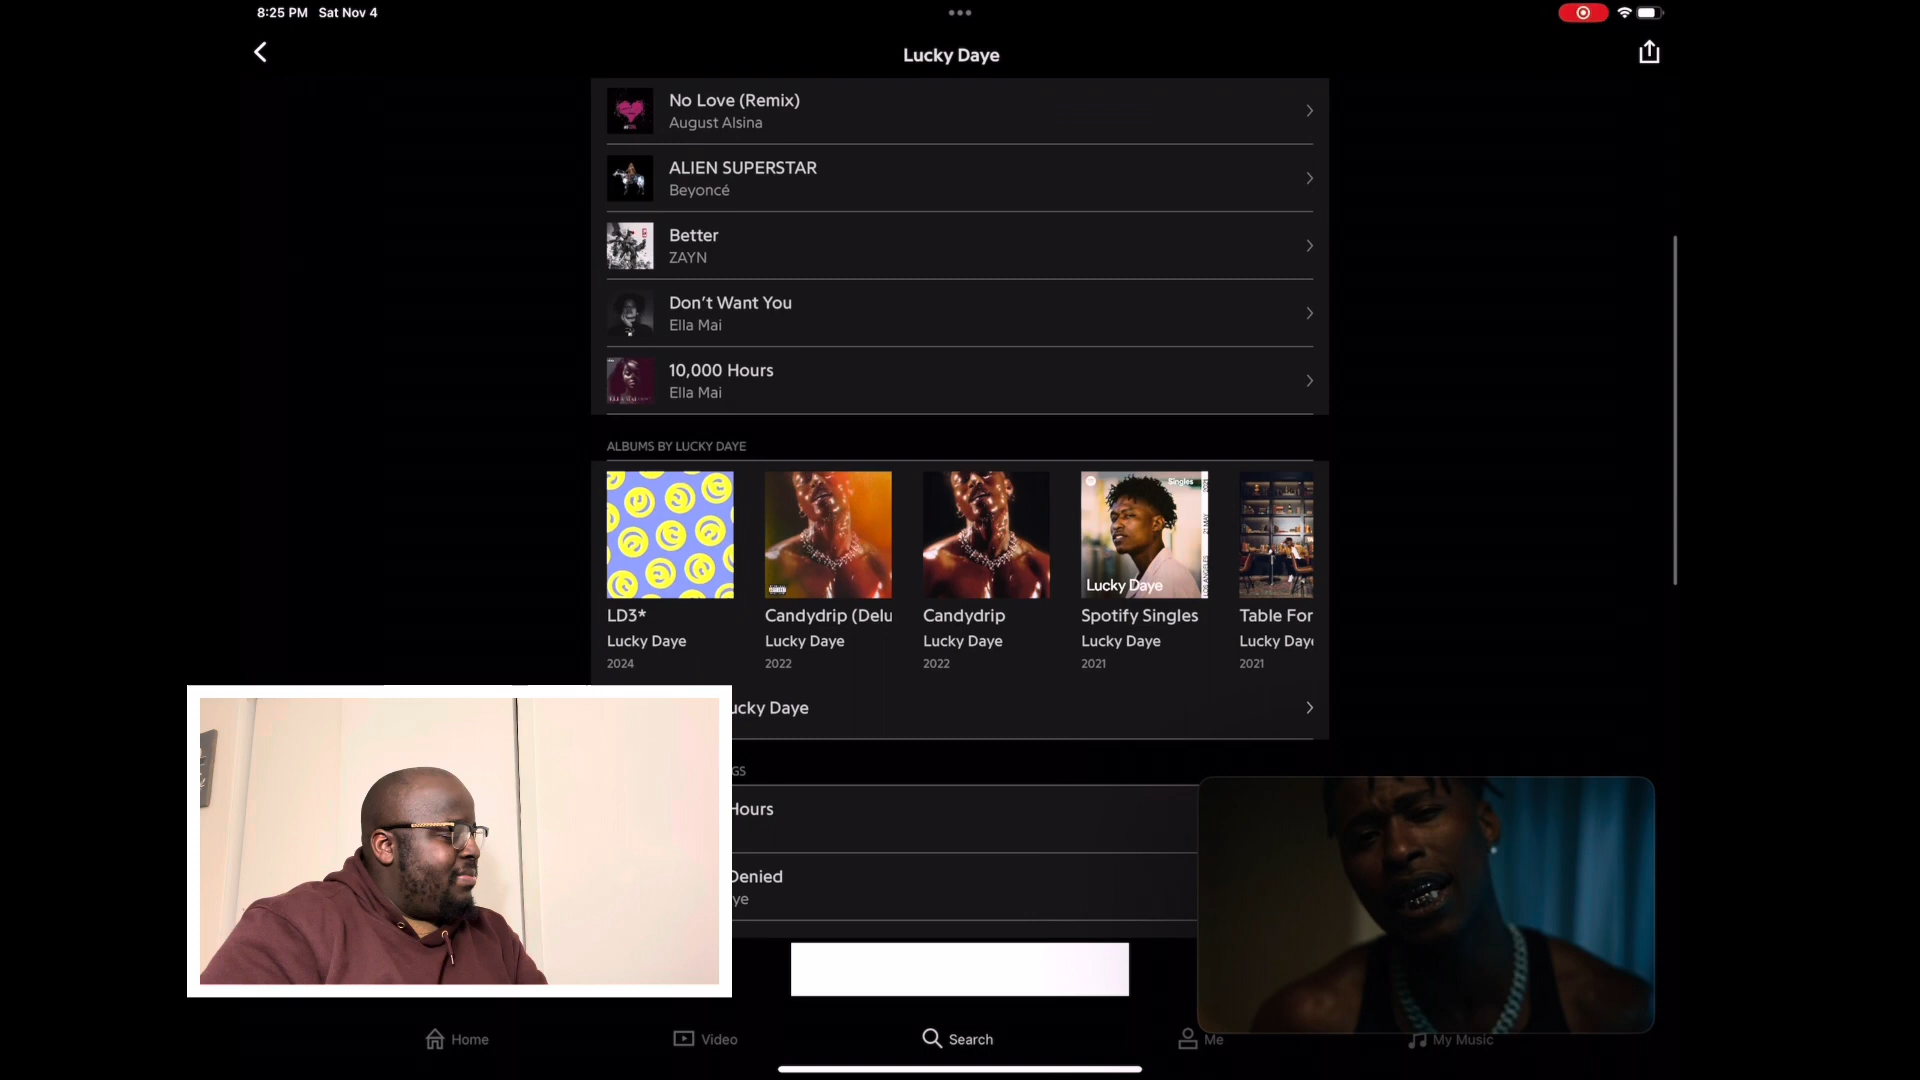 8:25 PM Sat Nov 4
Lucky Daye
No Love (Remix)
August Alsina
ALIEN SUPERSTAR
Beyoncé
Better
ZAYN
Don't Want You
Ella Mai
10,000 Hours
Ella Mai
ALBUMS BY LUCKY DAYE
Singles
Lucky Daye
LD3*
Lucky Daye
2024
Candydrip (Delu
Lucky Daye
2022
Candydrip
Lucky Daye
2022
Spotify Singles
Lucky Daye
2021
Table For
Lucky Daye
2021
ucky Daye
GS
Hours
Denied
ye
Home
Video
Search
Me
My Music